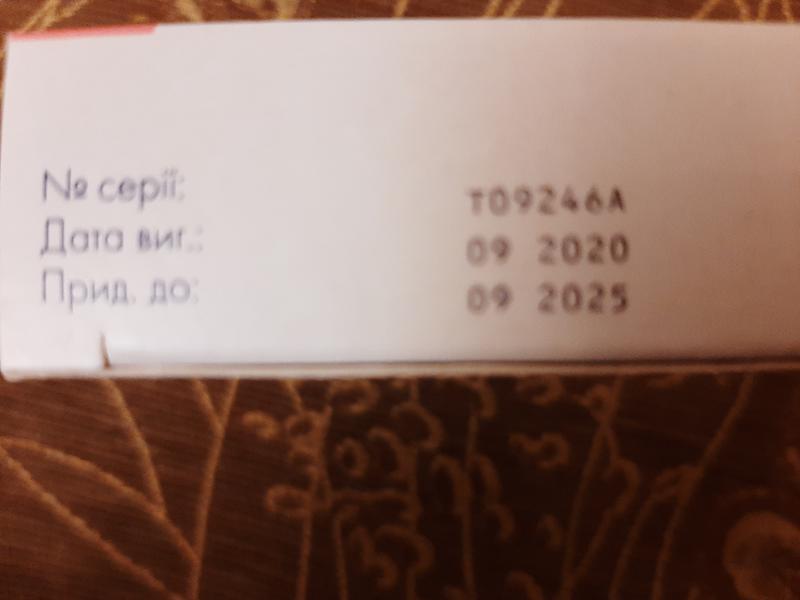 № серії: T09246A
Дата виг.: 09 2020
Прид. до: 09 2025